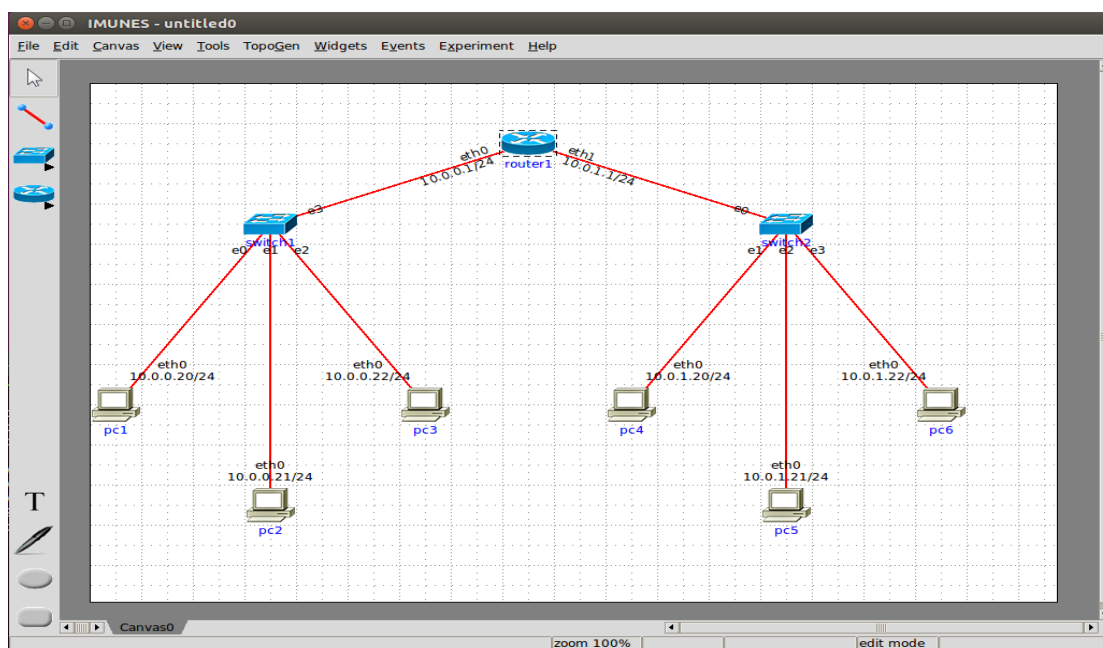 IMUNES - untitled0
File Edit Canvas View Tools TopoGen Widgets Events Experiment Help
eth0
10.0.0.1/24
router1
eth1
10.0.1.1/24
e3
switch1
e0 e1 e2
e0
switch2
e1 e2 e3
eth0
10.0.0.20/24
pc1
eth0
10.0.0.22/24
pc3
eth0
10.0.1.20/24
pc4
eth0
10.0.1.22/24
pc6
eth0
10.0.0.21/24
pc2
eth0
10.0.1.21/24
pc5
T
Canvas0
zoom 100%
edit mode